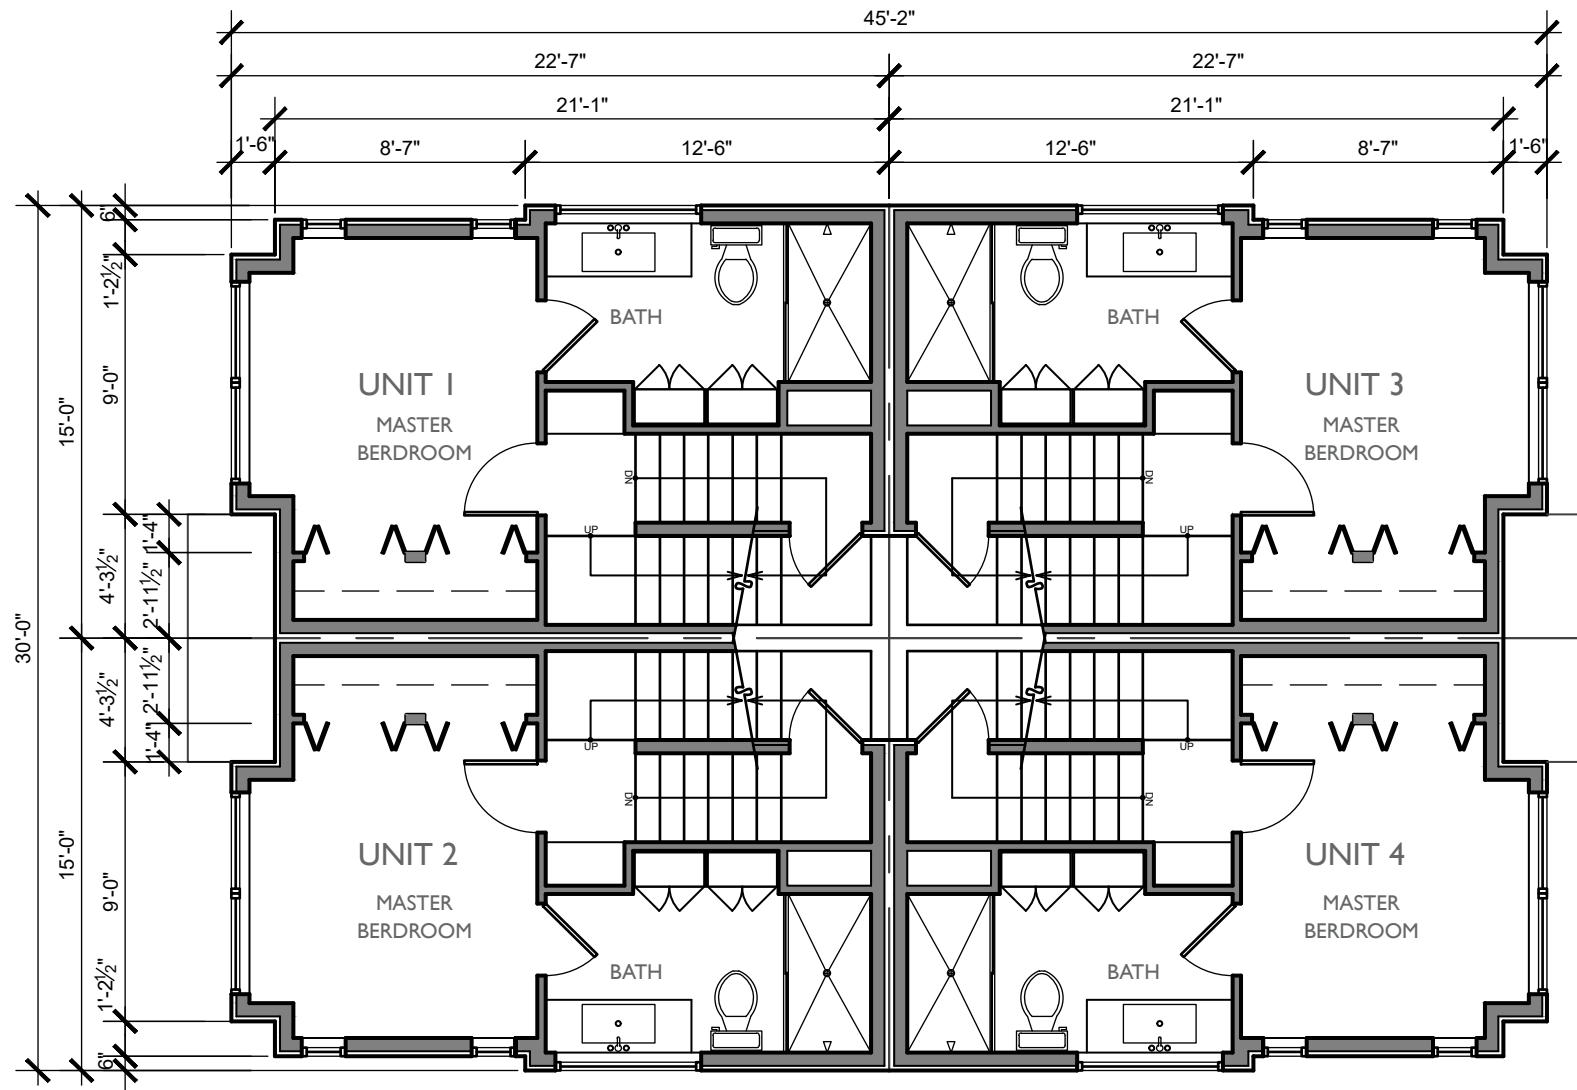 45'-2"
22'-7" 22'-7"
21'-1" 21'-1"
1'-6" 8'-7" 12'-6" 12'-6" 8'-7" 1'-6"
6"
1'-2½"
9'-0"
15'-0"
1'-4"
4'-3½"
2'-11½"
30'-0"
2'-11½"
4'-3½"
1'-4"
15'-0"
9'-0"
1'-2½"
6"
BATH
UNIT 1
MASTER
BERDROOM
DN
UP
BATH
UNIT 3
MASTER
BERDROOM
DN
UP
UP
DN
UNIT 2
MASTER
BERDROOM
BATH
UP
DN
UNIT 4
MASTER
BERDROOM
BATH